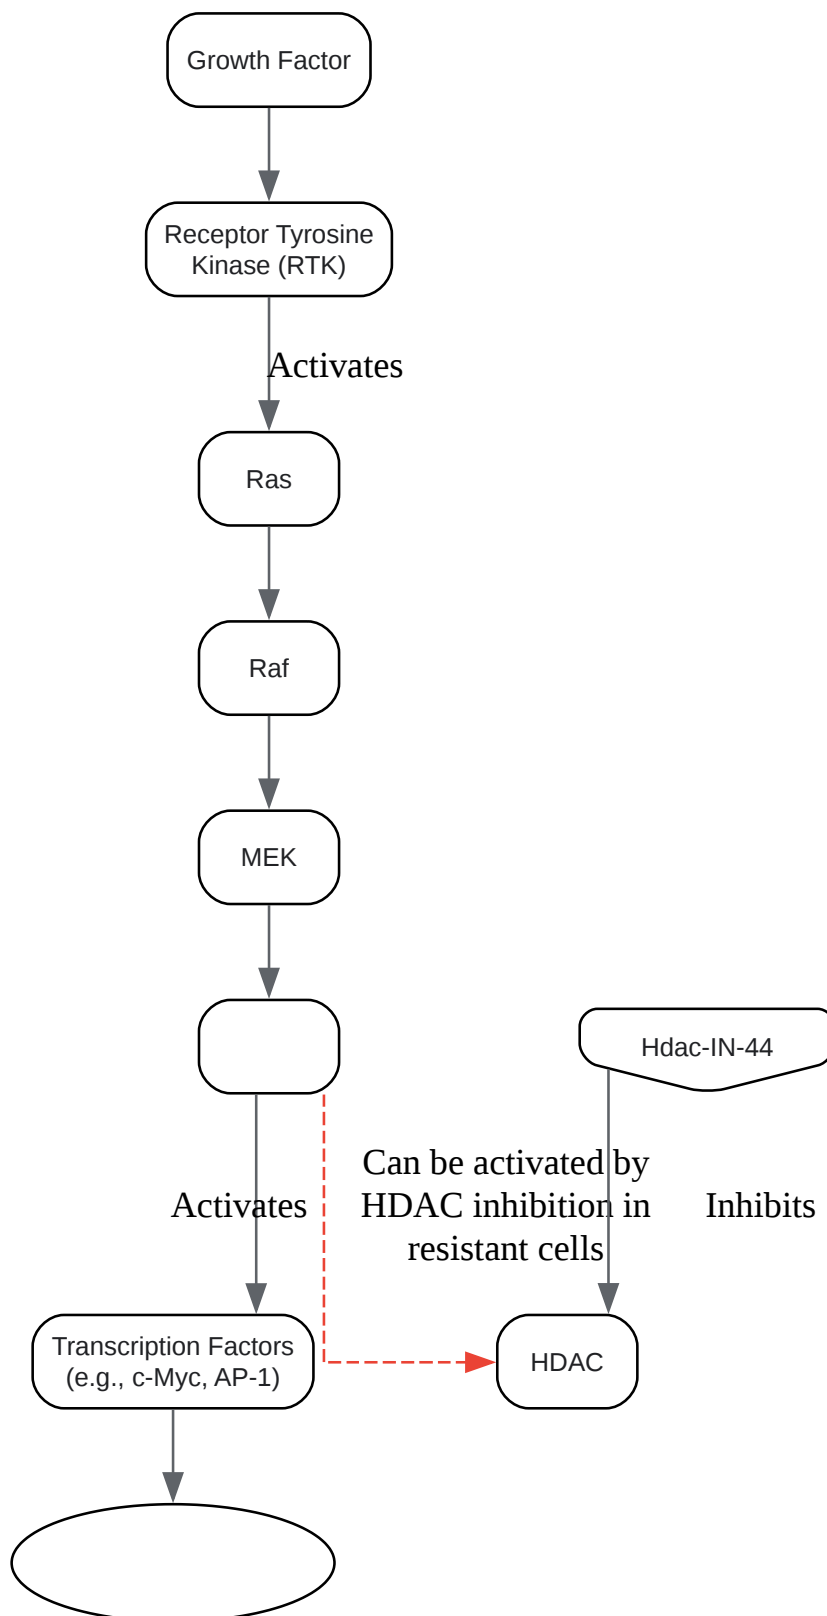 Growth Factor
Receptor Tyrosine
Kinase (RTK)
Activates
Ras
Raf
MEK
Hdac-IN-44
Can be activated by
HDAC inhibition in
resistant cells
Activates
Inhibits
Transcription Factors
(e.g., c-Myc, AP-1)
HDAC